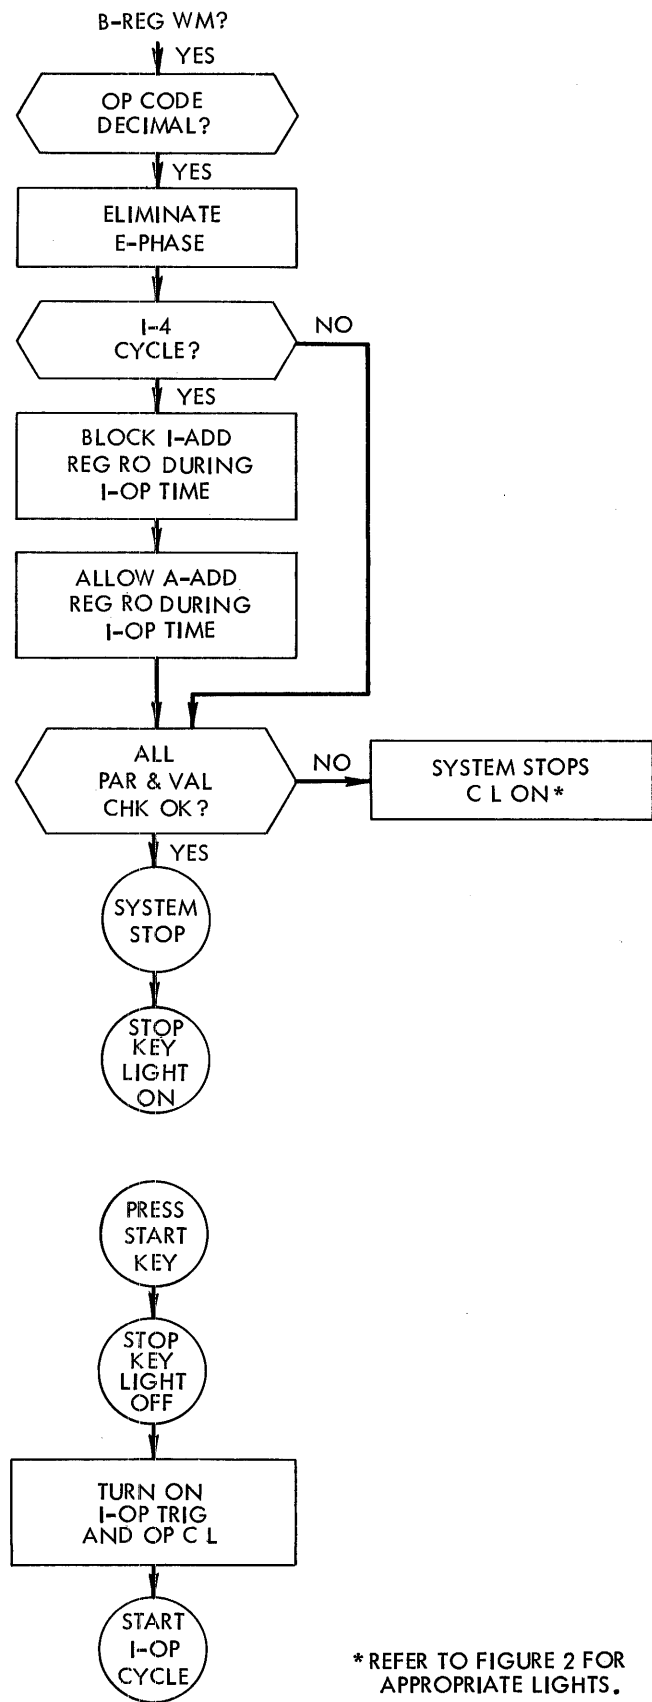 B-REG WM?
YES
OP CODE
DECIMAL?
YES
ELIMINATE
E-PHASE
I-4
CYCLE?
NO
YES
BLOCK I-ADD
REG RO DURING
I-OP TIME
ALLOW A-ADD
REG RO DURING
I-OP TIME
ALL
PAR & VAL
CHK OK?
NO
SYSTEM STOPS
C L ON*
YES
SYSTEM
STOP
STOP
KEY
LIGHT
ON
PRESS
START
KEY
STOP
KEY
LIGHT
OFF
TURN ON
I-OP TRIG
AND OP C L
START
I-OP
CYCLE
*REFER TO FIGURE 2 FOR
APPROPRIATE LIGHTS.